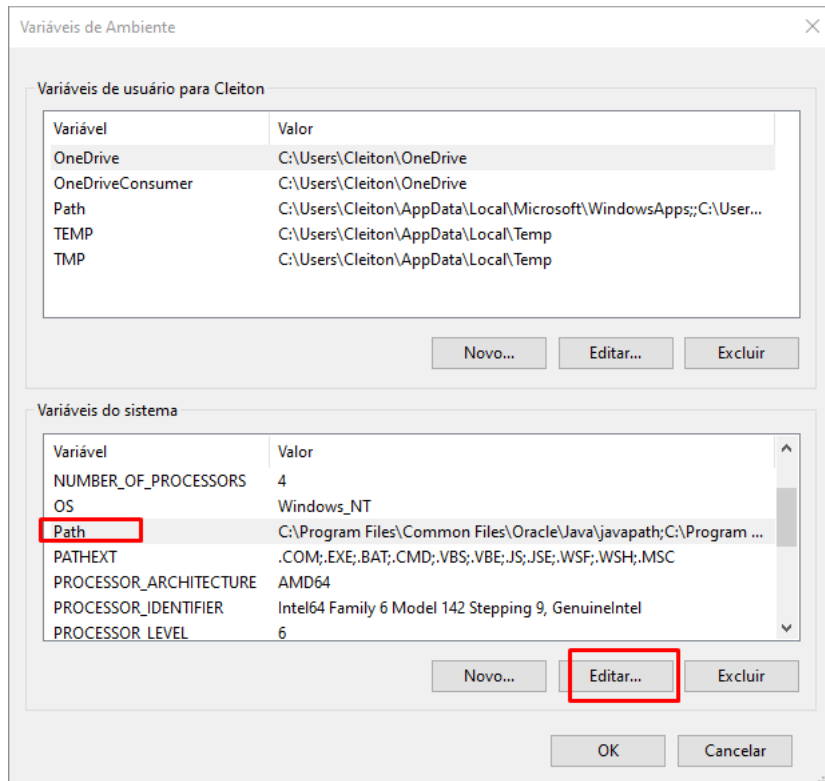 Variáveis de Ambiente
Variáveis de usuário para Cleiton
Variável Valor
OneDrive C:\Users\Cleiton\OneDrive
OneDriveConsumer C:\Users\Cleiton\OneDrive
Path C:\Users\Cleiton\AppData\Local\Microsoft\WindowsApps;;C:\User...
TEMP C:\Users\Cleiton\AppData\Local\Temp
TMP C:\Users\Cleiton\AppData\Local\Temp
Novo... Editar... Excluir
Variáveis do sistema
Variável Valor
NUMBER_OF_PROCESSORS 4
OS Windows_NT
Path C:\Program Files\Common Files\Oracle\Java\javapath;C:\Program ...
PATHEXT .COM;.EXE;.BAT;.CMD;.VBS;.VBE;.JS;.JSE;.WSF;.WSH;.MSC
PROCESSOR_ARCHITECTURE AMD64
PROCESSOR_IDENTIFIER Intel64 Family 6 Model 142 Stepping 9, GenuineIntel
PROCESSOR_LEVEL 6
Novo... Editar... Excluir
OK Cancelar